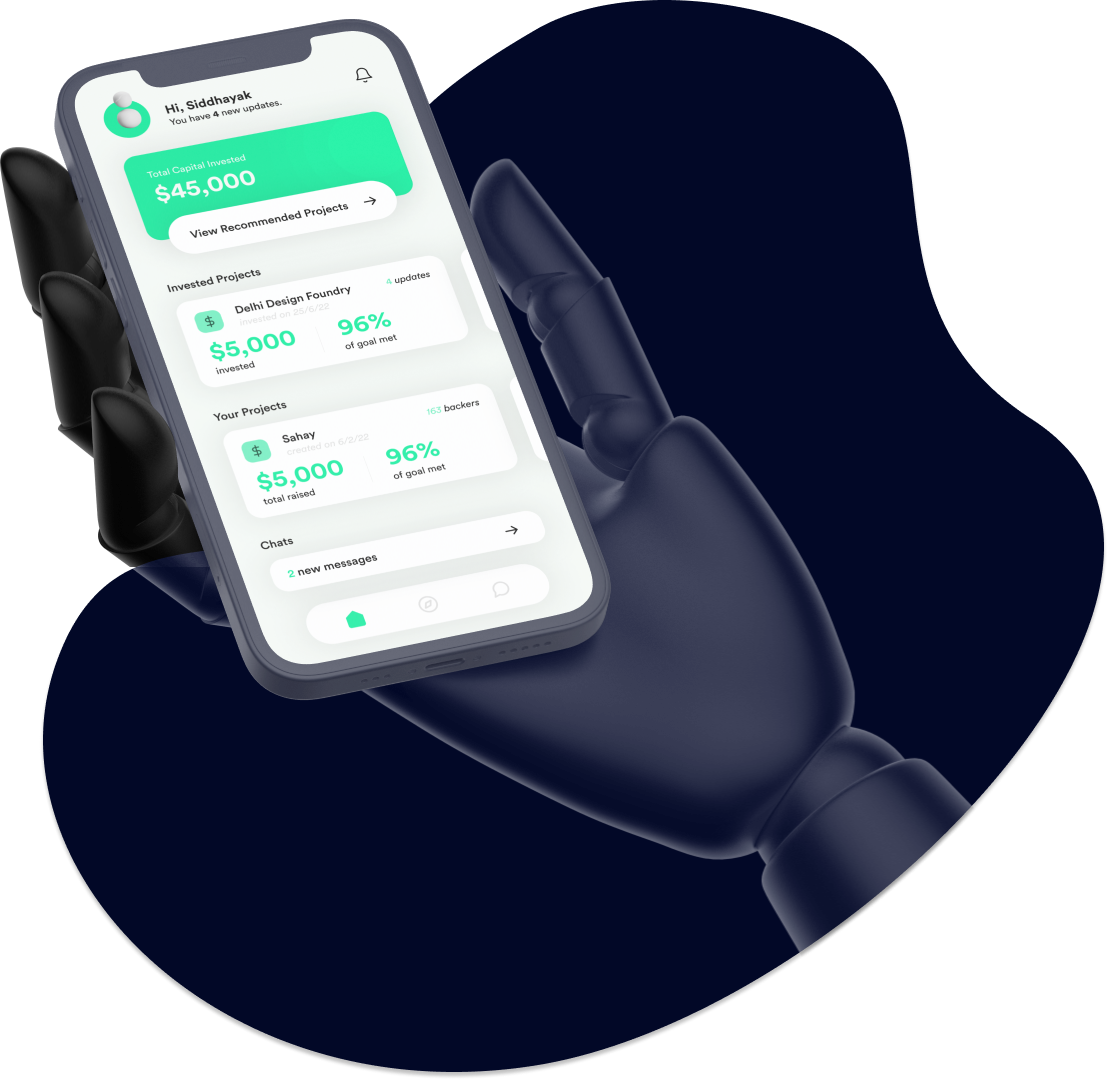 Hi, Siddhayak
You have 4 new updates.
Total Capital Invested
$45,000
View Recommended Projects
Invested Projects
Delhi Design Foundry
4 updates
invested on 25/6/22
$5,000
96%
invested
of goal met
Your Projects
Sahay
163 backers
created on 6/2/22
$5,000
96%
total raised
of goal met
Chats
2 new messages